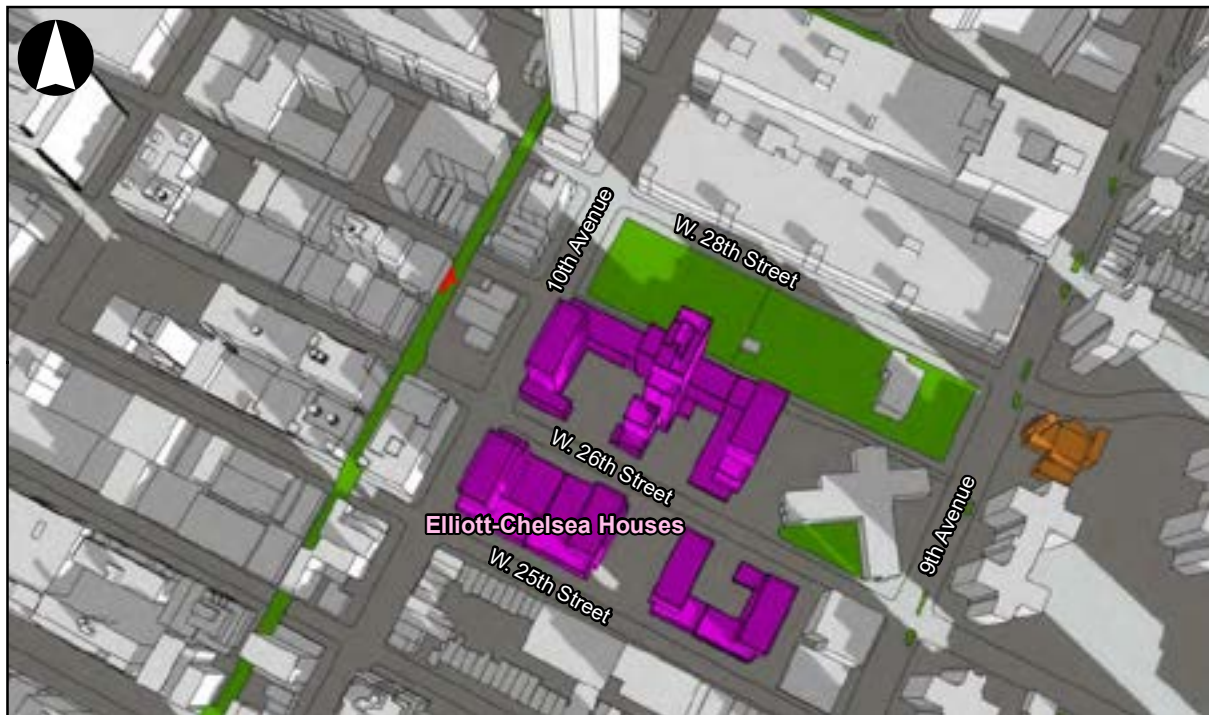 10th Avenue
W. 28th Street
W. 26th Street
Elliott-Chelsea Houses
9th Avenue
W. 25th Street